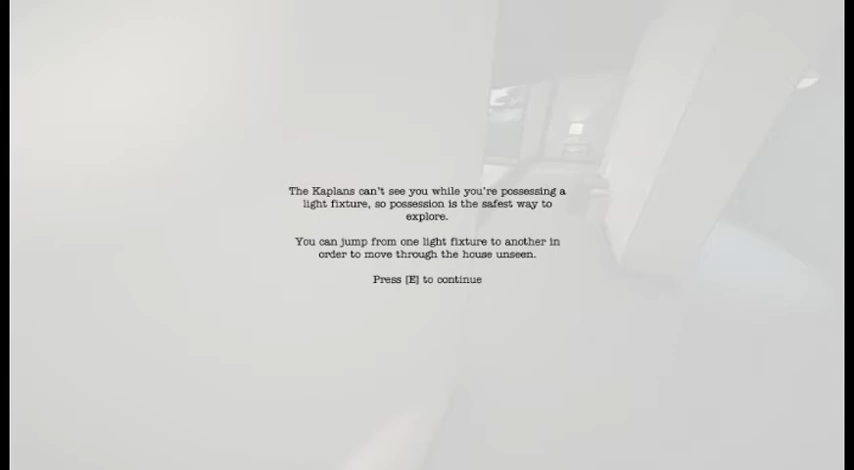 The Kaplans can't see you while you're possessing a
light fixture, so possession is the safest way to
explore.
You can jump from one light fixture to another in
order to move through the house unseen.
Press [E] to continue